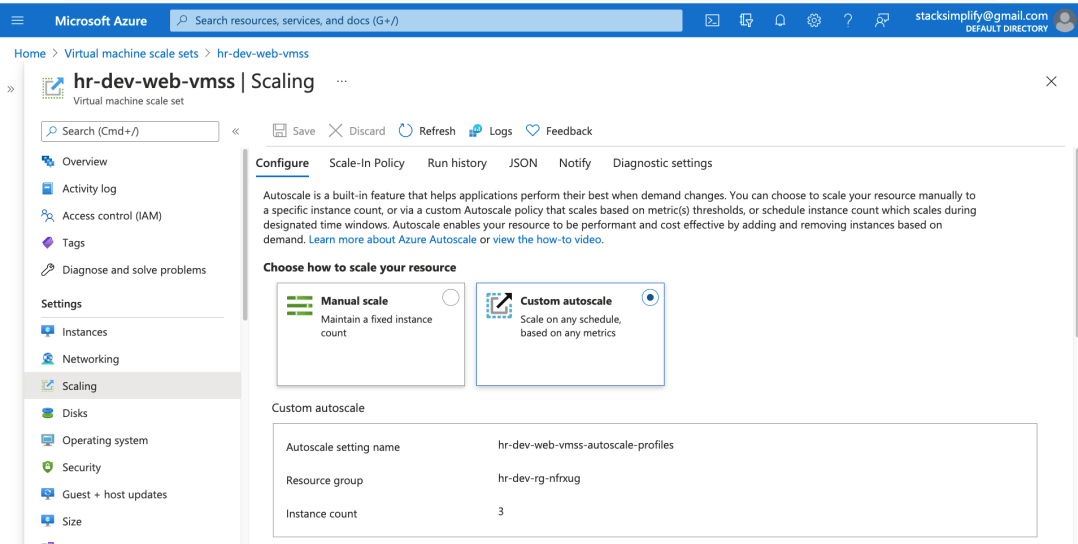 Microsoft Azure
Search resources, services, and docs (G+/)
stacksimplify@gmail.com
DEFAULT DIRECTORY
Home > Virtual machine scale sets > hr-dev-web-vmss
hr-dev-web-vmss | Scaling ...
Virtual machine scale set
Search (Cmd+/)
Save
Discard
Refresh
Logs
Feedback
Overview
Activity log
Access control (IAM)
Tags
Diagnose and solve problems
Settings
Instances
Networking
Scaling
Disks
Operating system
Security
Guest + host updates
Size
Configure
Scale-In Policy
Run history
JSON
Notify
Diagnostic settings
Autoscale is a built-in feature that helps applications perform their best when demand changes. You can choose to scale your resource manually to
a specific instance count, or via a custom Autoscale policy that scales based on metric(s) thresholds, or schedule instance count which scales during
designated time windows. Autoscale enables your resource to be performant and cost effective by adding and removing instances based on
demand. Learn more about Azure Autoscale or view the how-to video.
Choose how to scale your resource
Manual scale
Maintain a fixed instance
count
Custom autoscale
Scale on any schedule,
based on any metrics
Custom autoscale
Autoscale setting name
hr-dev-web-vmss-autoscale-profiles
Resource group
hr-dev-rg-nfrxug
Instance count
3